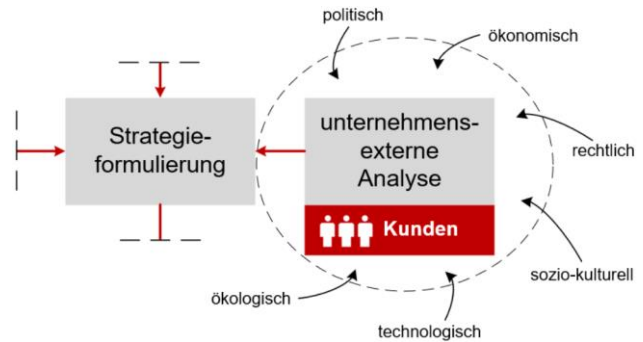 politisch
ökonomisch
Strategie-
formulierung
unternehmens-
externe
Analyse
rechtlich
Kunden
sozio-kulturell
ökologisch
technologisch